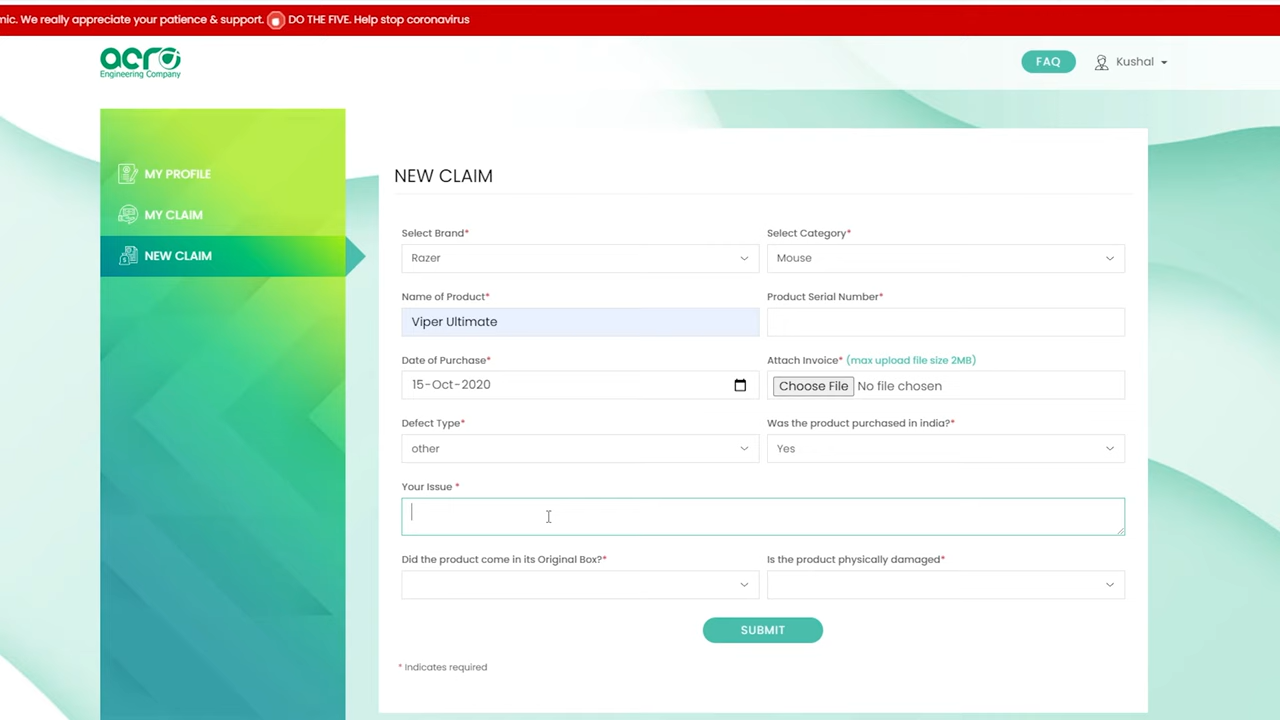 mic. We really appreciate your patience & support. DO THE FIVE. Help stop coronavirus
acro
Engineering Company
FAQ
Kushal
MY PROFILE
MY CLAIM
NEW CLAIM
NEW CLAIM
Select Brand*
Select Category*
Razer
Mouse
Name of Product*
Product Serial Number*
Viper Ultimate
Date of Purchase*
Attach Invoice* (max upload file size 2MB)
15-Oct-2020
Choose File No file chosen
Defect Type*
Was the product purchased in india?*
other
Yes
Your Issue *
Did the product come in its Original Box?*
Is the product physically damaged*
SUBMIT
* Indicates required